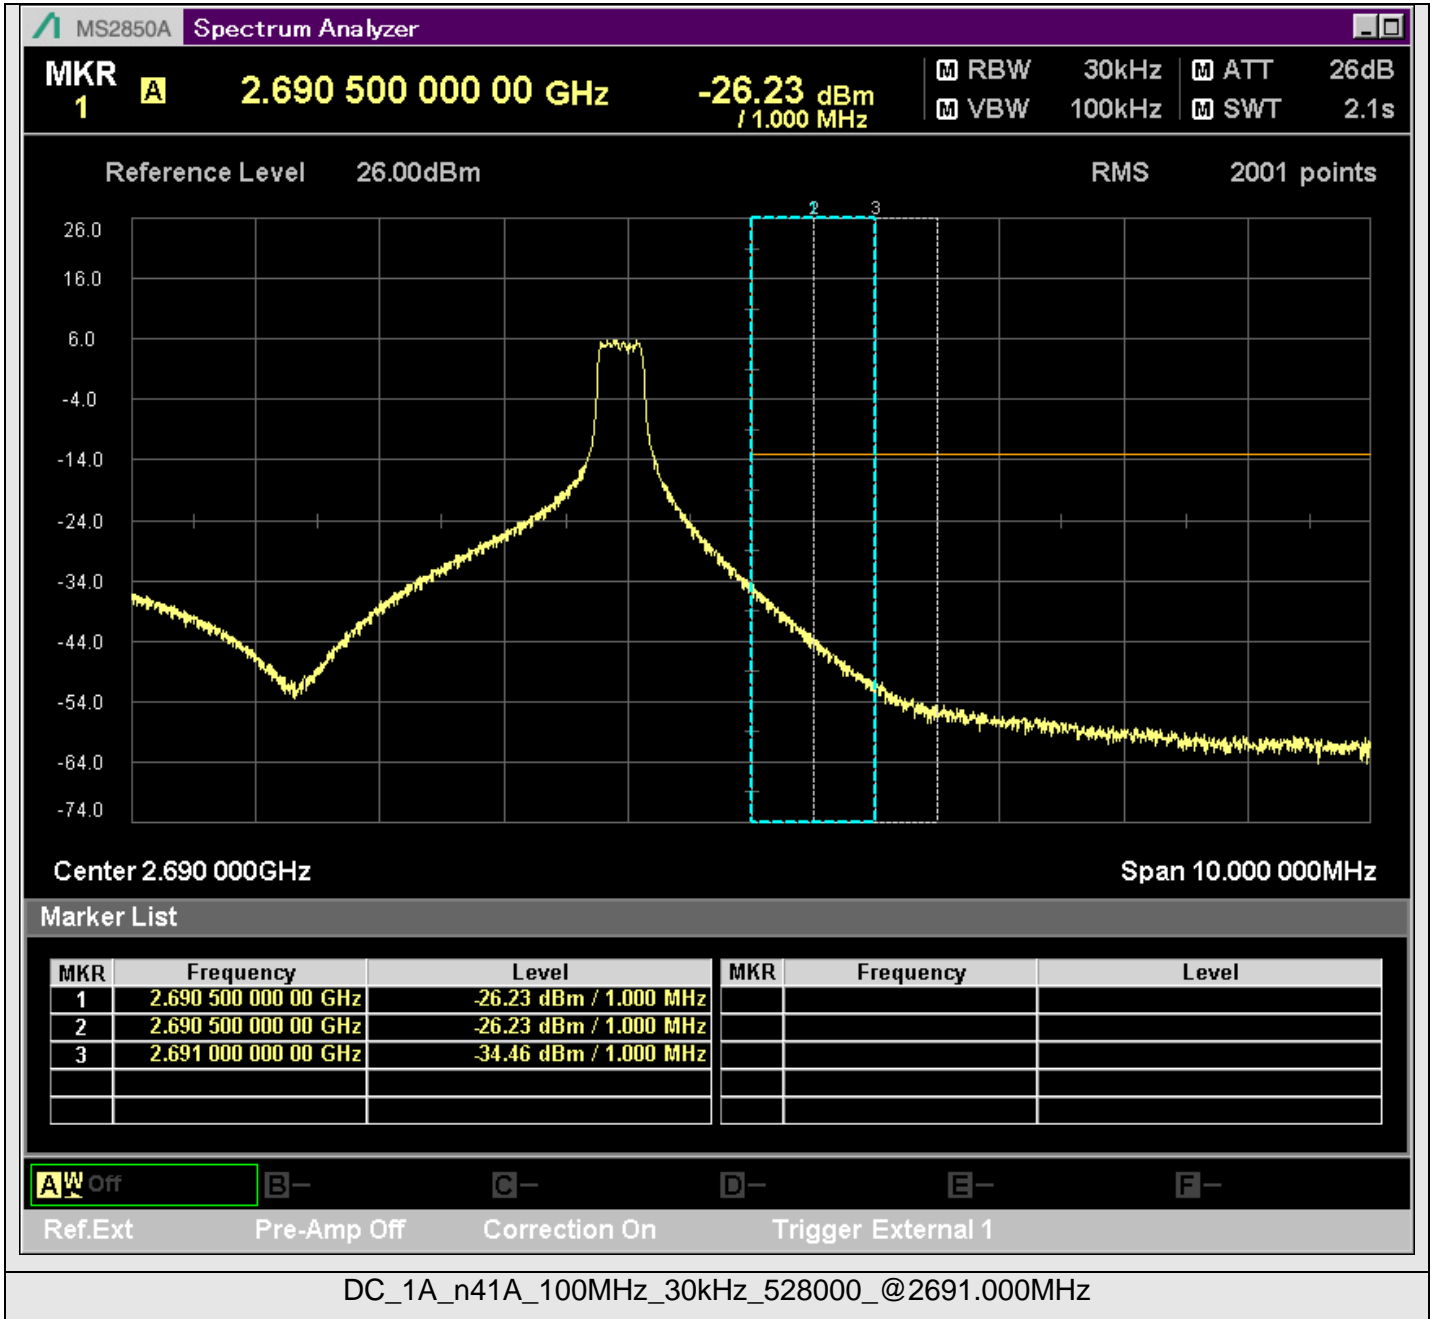 MS2850A Spectrum Analyzer
MKR 1 A 2.690 500 000 00 GHz -26.23 dBm / 1.000 MHz
M RBW 30kHz M ATT 26dB
M VBW 100kHz M SWT 2.1s
Reference Level 26.00dBm RMS 2001 points
2 3
26.0
16.0
6.0
-4.0
-14.0
-24.0
-34.0
-44.0
-54.0
-64.0
-74.0
Center 2.690 000GHz Span 10.000 000MHz
Marker List
MKR Frequency Level MKR Frequency Level
1 2.690 500 000 00 GHz -26.23 dBm / 1.000 MHz
2 2.690 500 000 00 GHz -26.23 dBm / 1.000 MHz
3 2.691 000 000 00 GHz -34.46 dBm / 1.000 MHz
A W Off B- C- D- E- F-
Ref.Ext Pre-Amp Off Correction On Trigger External 1
DC_1A_n41A_100MHz_30kHz_528000_@2691.000MHz